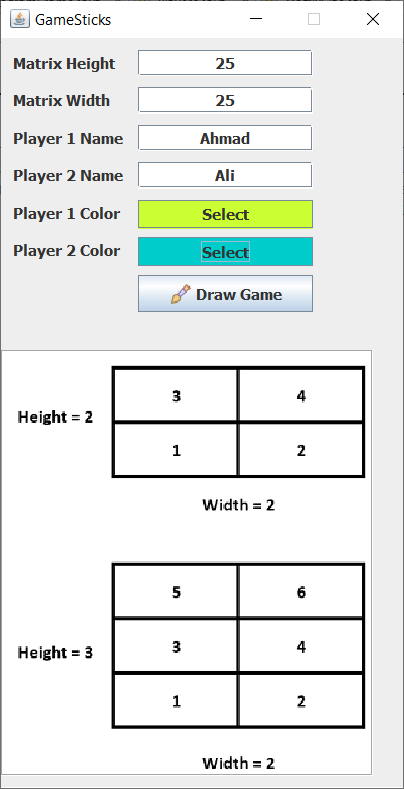 GameSticks
Matrix Height 25
Matrix Width 25
Player 1 Name Ahmad
Player 2 Name Ali
Player 1 Color Select
Player 2 Color Select
Draw Game
3 4
Height = 2
1 2
Width = 2
5 6
3 4
Height = 3
1 2
Width = 2